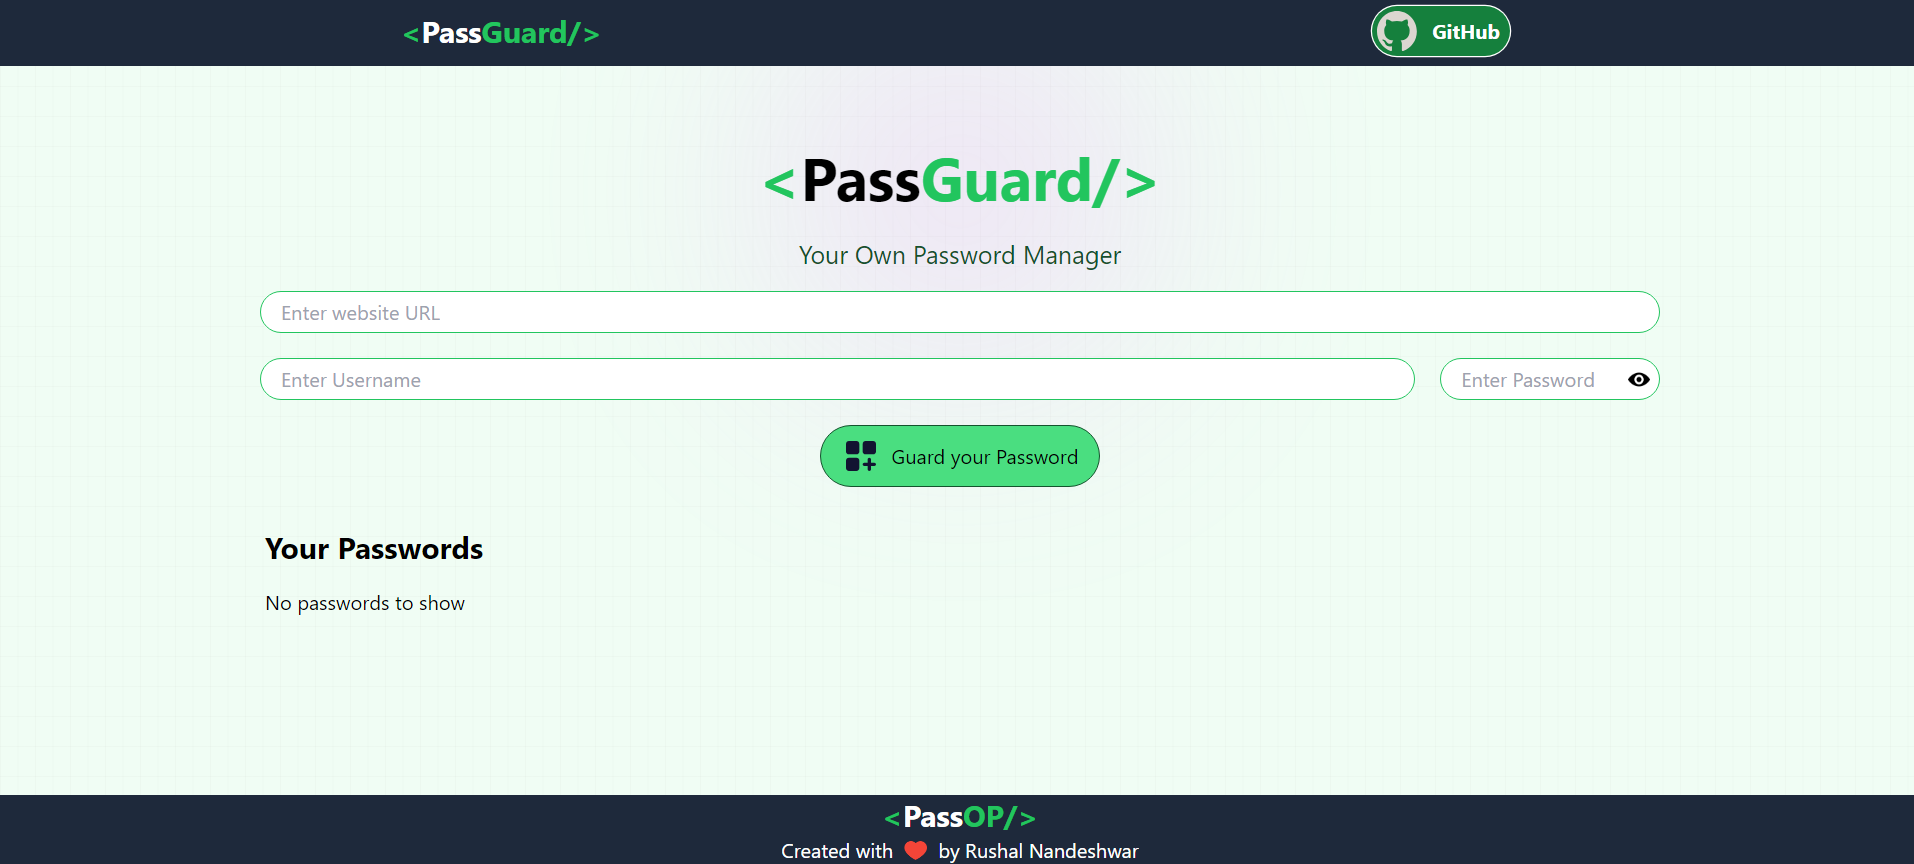 <PassGuard/>
GitHub
<PassGuard/>
Your Own Password Manager
Enter website URL
Enter Username
Enter Password
Guard your Password
Your Passwords
No passwords to show
<PassOP/>
Created with ❤️ by Rushal Nandeshwar